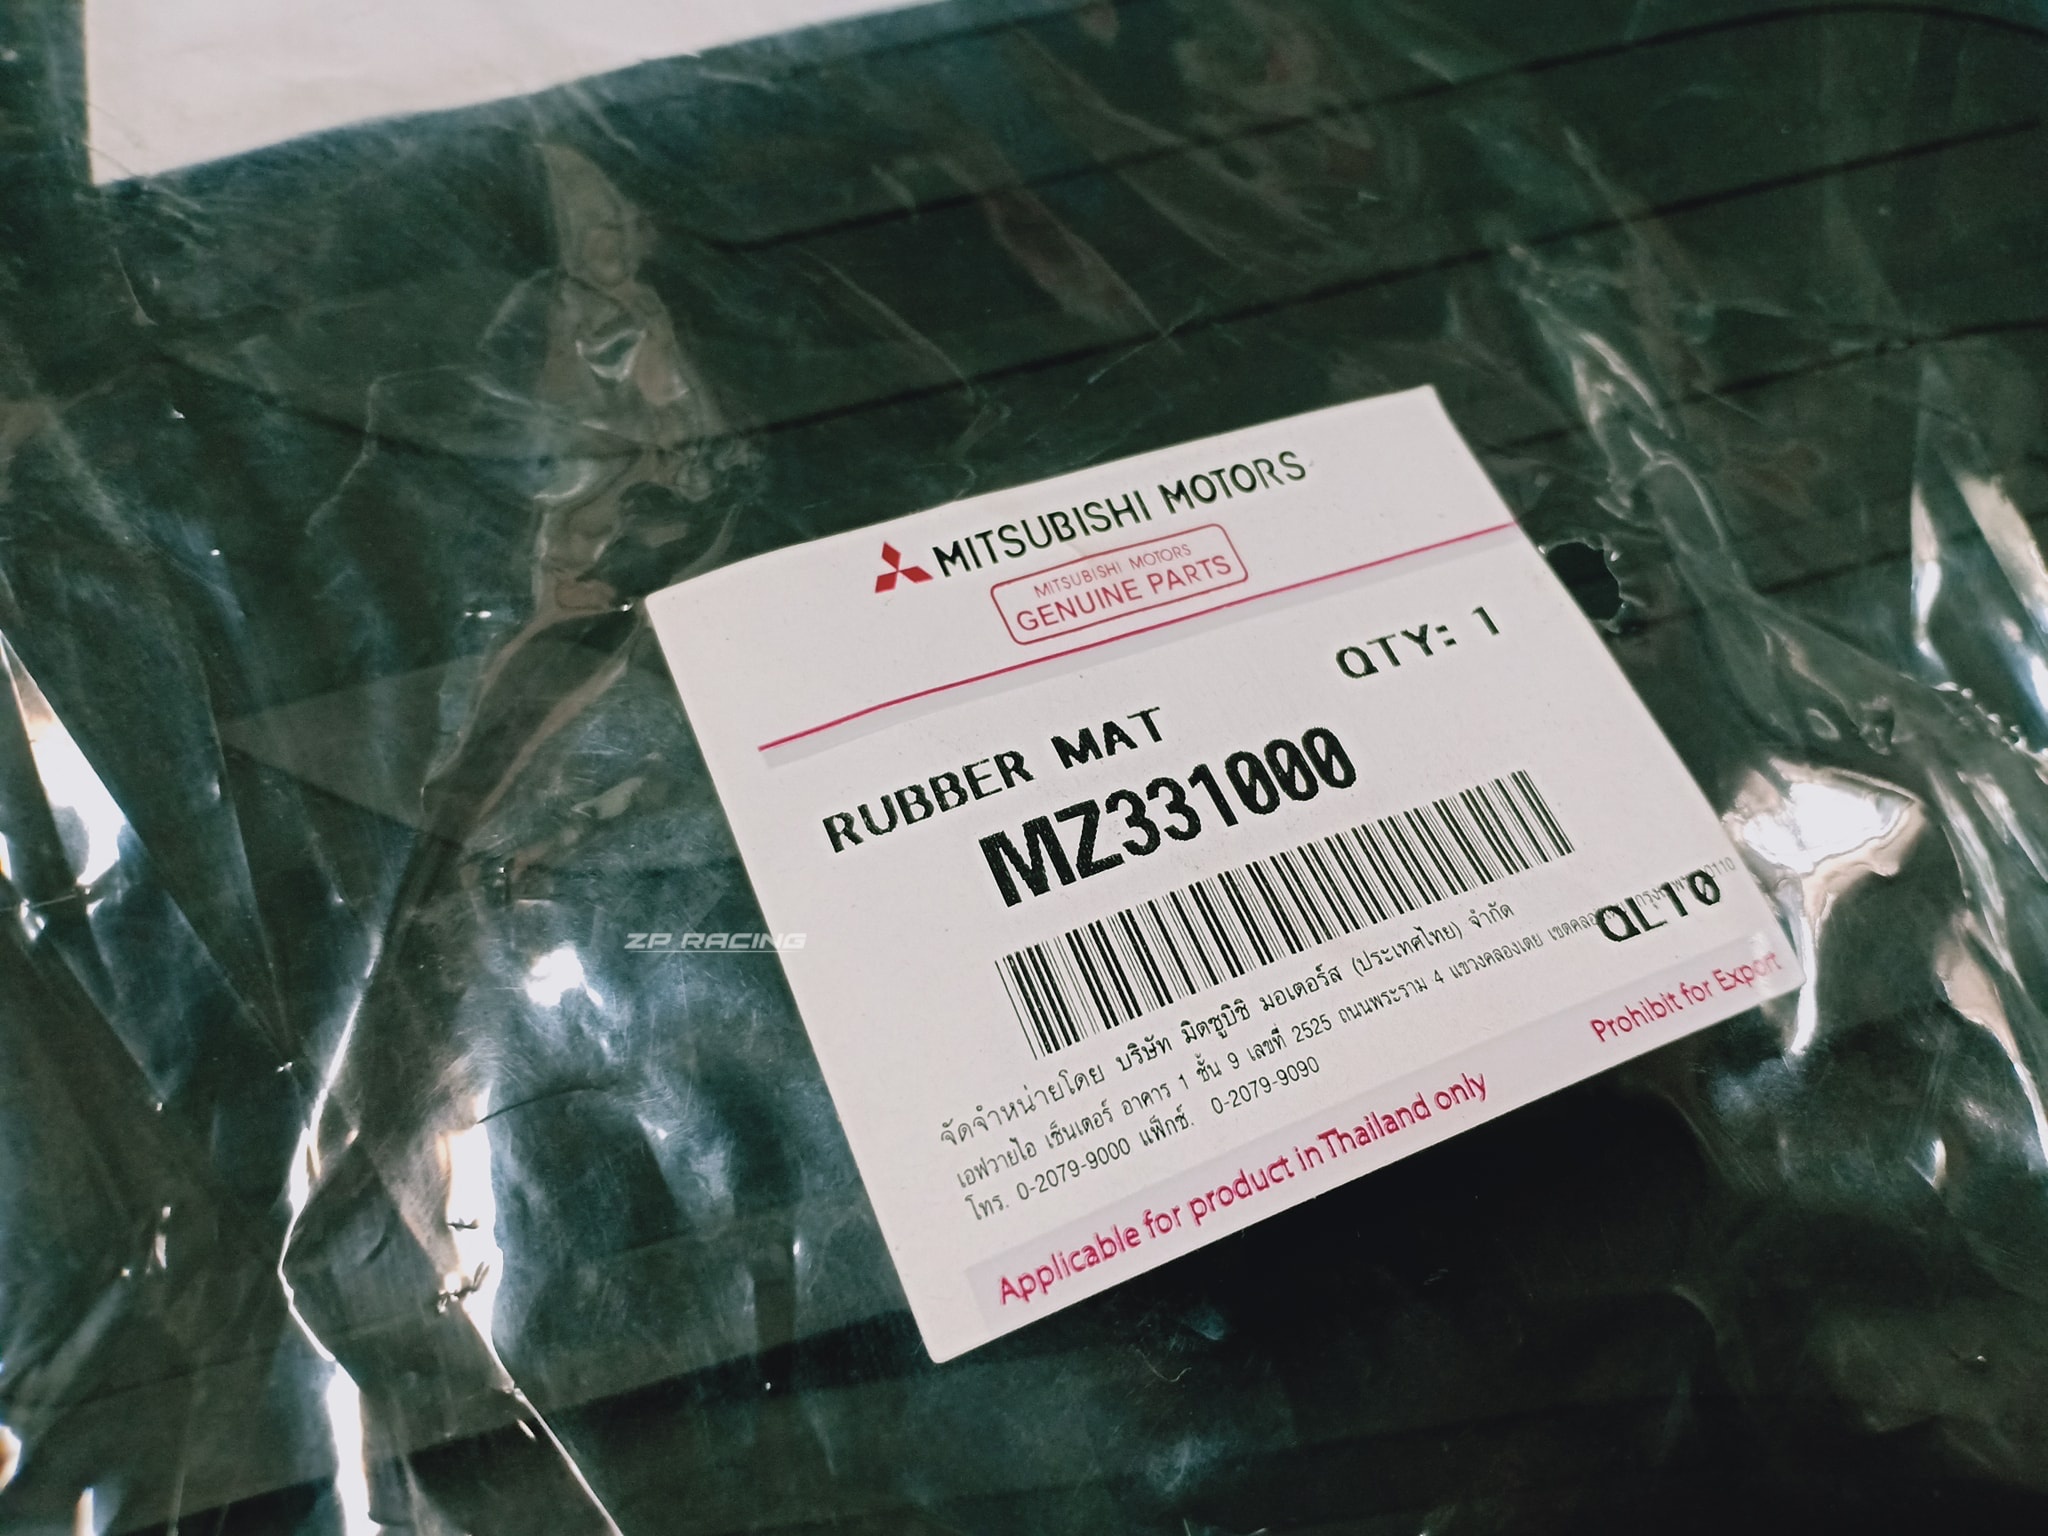 MITSUBISHI MOTORS
MITSUBISHI MOTORS
GENUINE PARTS
QTY: 1
RUBBER MAT
MZ331000
จัดจำหน่ายโดย บริษัท มิตซูบิชิ มอเตอร์ส (ประเทศไทย) จำกัด
เอฟวายไอ เซ็นเตอร์ อาคาร 1 ชั้น 9 เลขที่ 2525 ถนนพระราม 4 แขวงคลองเตย
โทร. 0-2079-9000 แฟ็กซ์. 0-2079-9090
QL10
Applicable for product in Thailand only
Prohibit for Export
ZP RACING